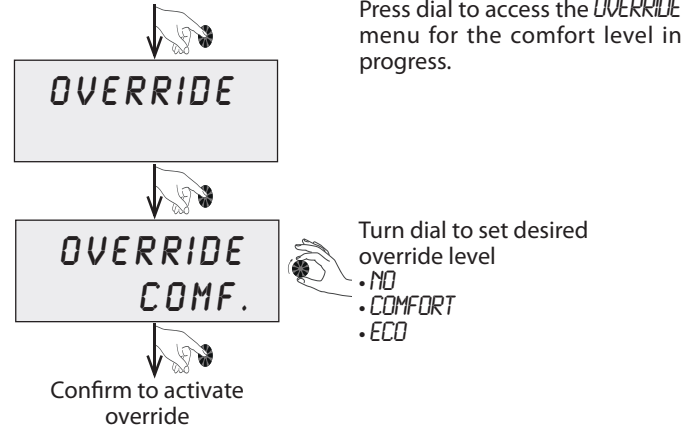 Press dial to access the OVERRIDE
menu for the comfort level in
progress.
OVERRIDE
OVERRIDE
COMF.
Turn dial to set desired
override level
• NO
• COMFORT
• ECO
Confirm to activate
override